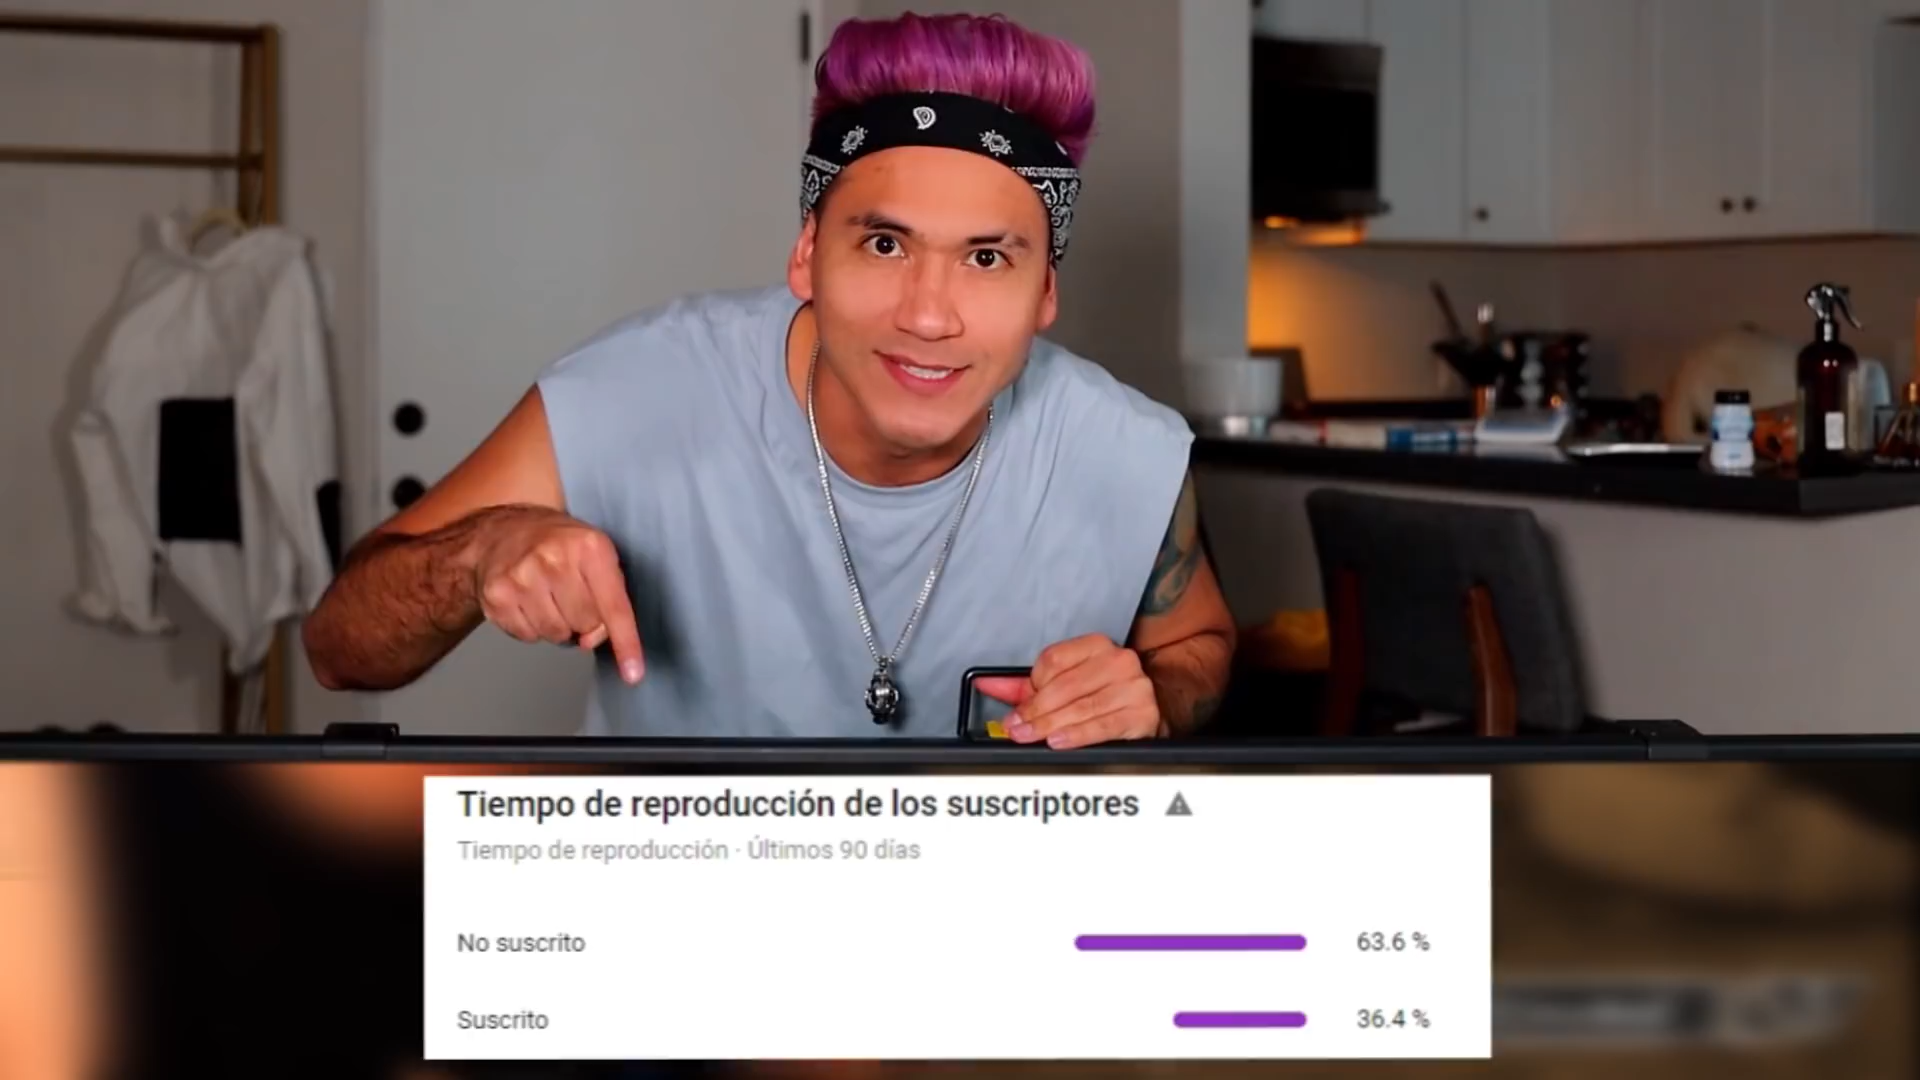 Tiempo de reproducción de los suscriptores
Tiempo de reproducción · Últimos 90 días
No suscrito 63.6 %
Suscrito 36.4 %